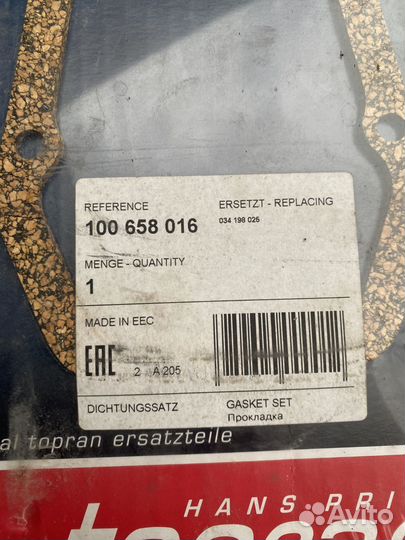 REFERENCE
ERSETZT - REPLACING
100 658 016
034 198 025
MENGE - QUANTITY
1
MADE IN EEC
EAC
2 A 205
DICHTUNGSSATZ
GASKET SET
Прокладка
al topran ersatzteile
HANS PRI
Avito